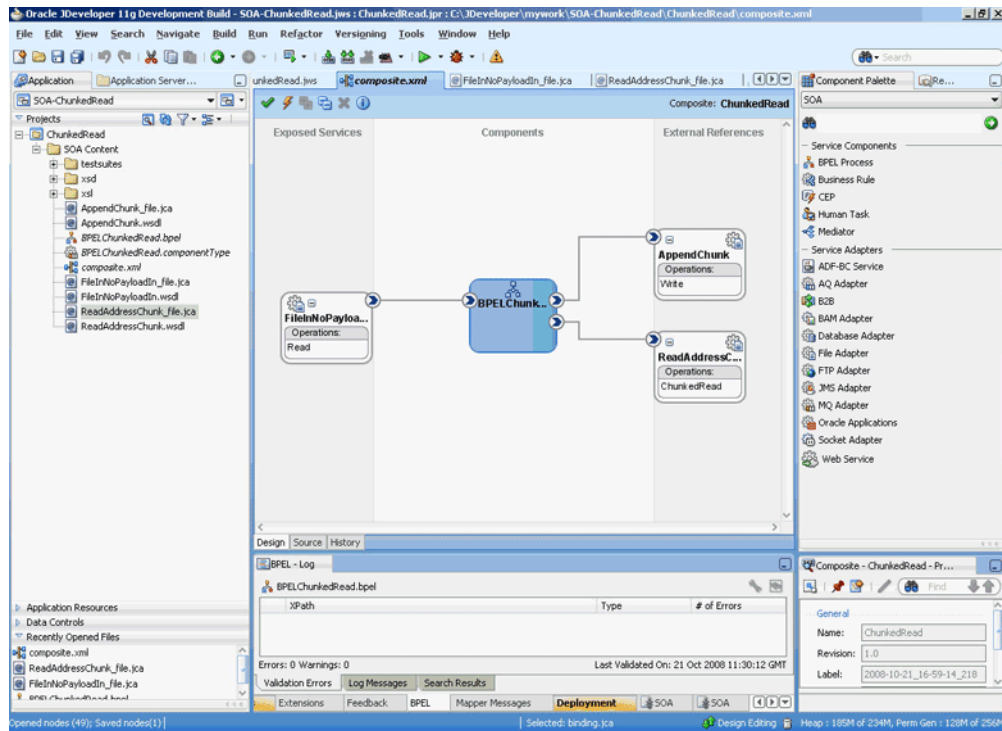 Oracle JDeveloper 11g Development Build - SOA-ChunkedRead.jws : ChunkedRead.jpr : C:\JDeveloper\mywork\SOA-ChunkedRead\ChunkedRead\composite.xml
File Edit View Search Navigate Build Run Refactor Versioning Tools Window Help
Search
Application
Application Server...
SOA-ChunkedRead
Projects
ChunkedRead
SOA Content
testsuites
xsd
xsl
AppendChunk_file.jca
AppendChunk.wsdl
BPELChunkedRead.bpel
BPELChunkedRead.componentType
composite.xml
FileInNoPayloadIn_file.jca
FileInNoPayloadIn.wsdl
ReadAddressChunk_file.jca
ReadAddressChunk.wsdl
Application Resources
Data Controls
Recently Opened Files
composite.xml
ReadAddressChunk_file.jca
FileInNoPayloadIn_file.jca
BPELChunkedRead.bpel
unkedRead.jws
composite.xml
FileInNoPayloadIn_file.jca
ReadAddressChunk_file.jca
Composite: ChunkedRead
Exposed Services
Components
External References
FileInNoPayloa...
Operations:
Read
BPELChunk...
AppendChunk
Operations:
Write
ReadAddressC...
Operations:
ChunkedRead
Design Source History
BPEL - Log
BPELChunkedRead.bpel
XPath Type # of Errors
Errors: 0 Warnings: 0 Last Validated On: 21 Oct 2008 11:30:12 GMT
Validation Errors Log Messages Search Results
Extensions Feedback BPEL Mapper Messages Deployment SOA SOA
Component Palette
Re...
SOA
Service Components
BPEL Process
Business Rule
CEP
Human Task
Mediator
Service Adapters
ADF-BC Service
AQ Adapter
B2B
BAM Adapter
Database Adapter
File Adapter
FTP Adapter
JMS Adapter
MQ Adapter
Oracle Applications
Socket Adapter
Web Service
Composite - ChunkedRead - Pr...
Find
General
Name: ChunkedRead
Revision: 1.0
Label: 2008-10-21_16-59-14_218
Opened nodes (49); Saved nodes(1)
Selected: binding.jca
Design Editing
Heap : 185M of 234M, Perm Gen : 128M of 256M